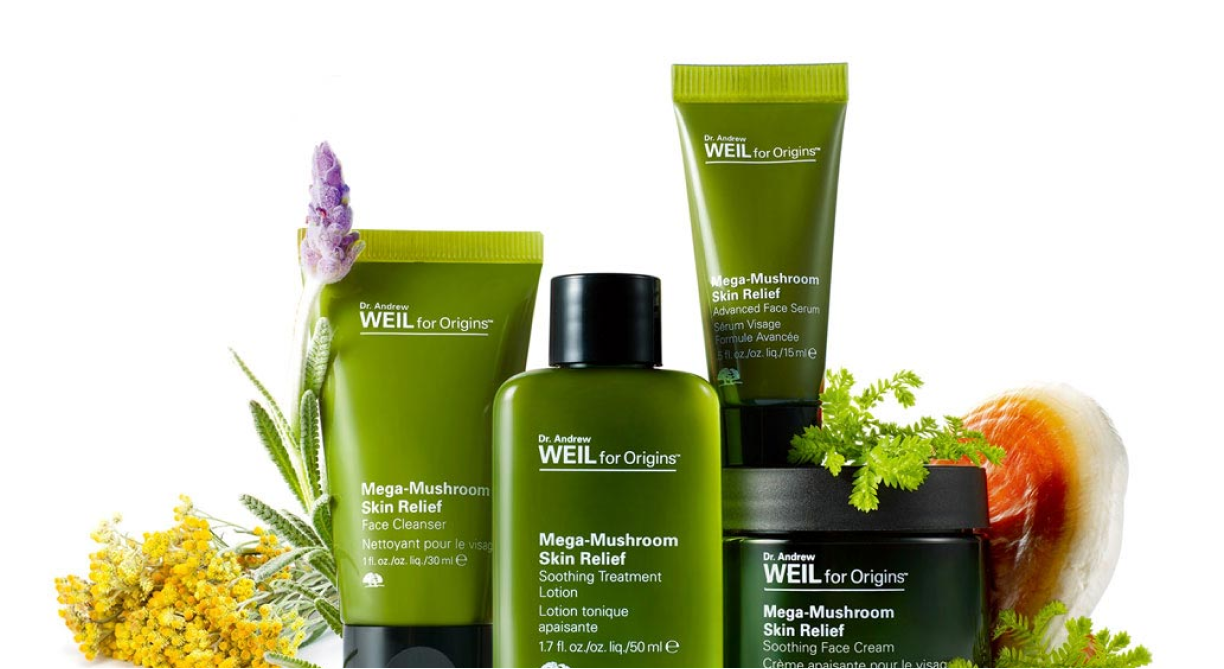 Dr. Andrew
WEIL for Origins™
Mega-Mushroom
Skin Relief
Face Cleanser
Nettoyant pour le visag
1 fl. oz./oz. liq./30 ml ℮
Dr. Andrew
WEIL for Origins™
Mega-Mushroom
Skin Relief
Soothing Treatment
Lotion
Lotion tonique
apaisante
1.7 fl. oz./oz. liq./50 ml ℮
Dr. Andrew
WEIL for Origins™
Mega-Mushroom
Skin Relief
Advanced Face Serum
Sérum Visage
Formule Avancée
.5 fl. oz./oz. liq./15 ml ℮
Dr. Andrew
WEIL for Origins™
Mega-Mushroom
Skin Relief
Soothing Face Cream
Crème apaisante pour le visag